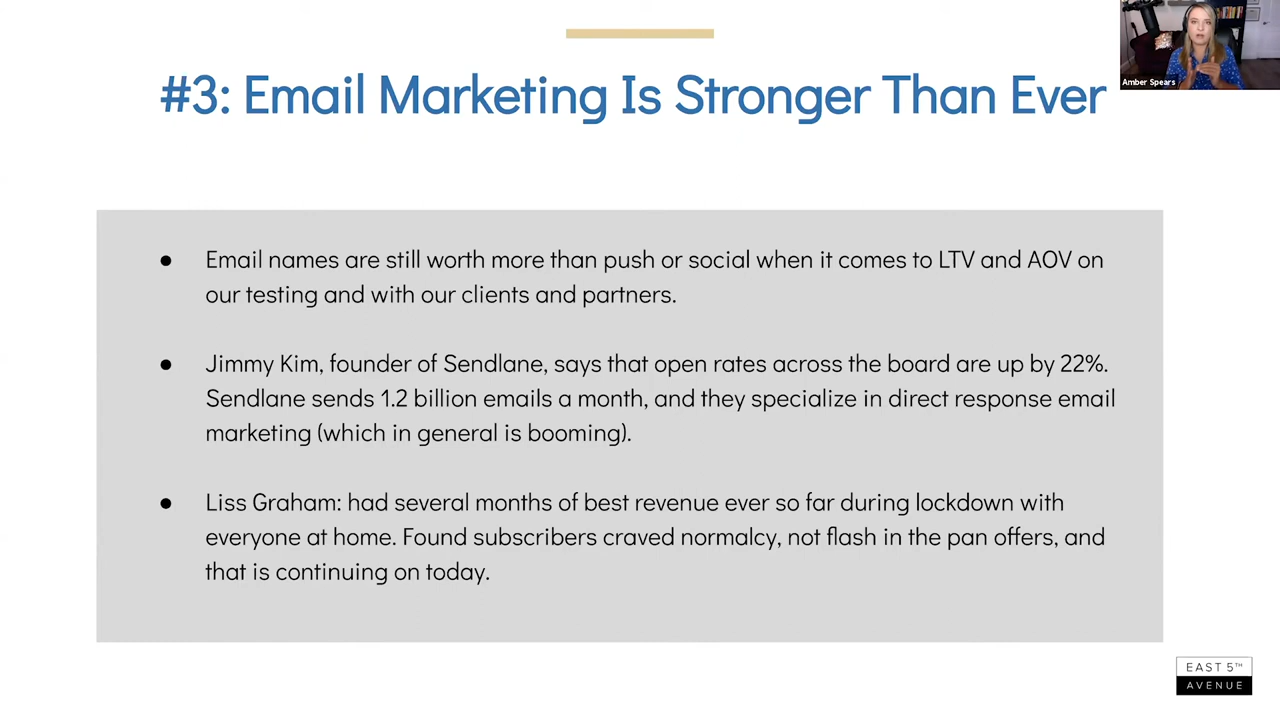 Amber Spears
#3: Email Marketing Is Stronger Than Ever
● Email names are still worth more than push or social when it comes to LTV and AOV on
our testing and with our clients and partners.
● Jimmy Kim, founder of Sendlane, says that open rates across the board are up by 22%.
Sendlane sends 1.2 billion emails a month, and they specialize in direct response email
marketing (which in general is booming).
● Liss Graham: had several months of best revenue ever so far during lockdown with
everyone at home. Found subscribers craved normalcy, not flash in the pan offers, and
that is continuing on today.
EAST 5™
AVENUE